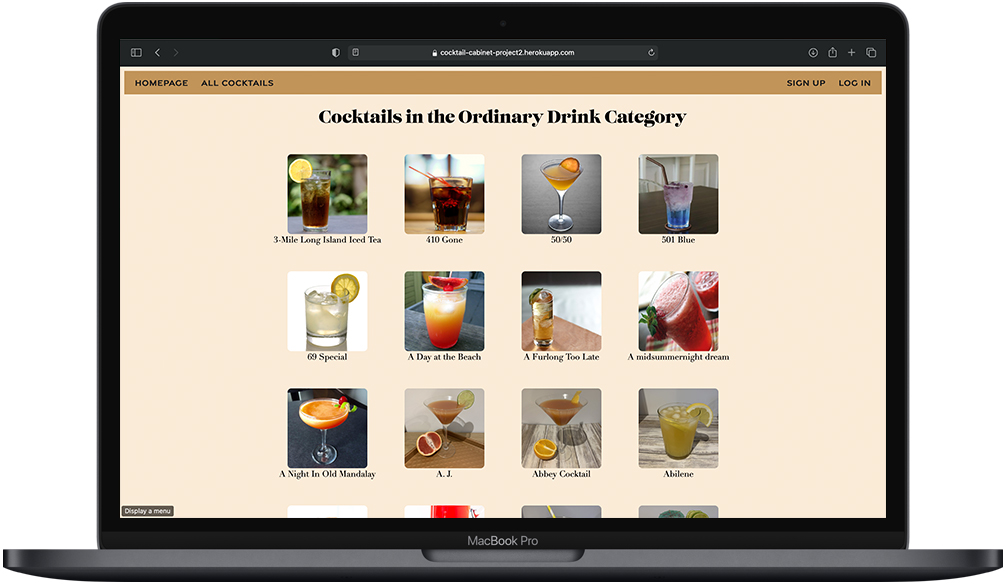 cocktail-cabinet-project2.herokuapp.com
HOMEPAGE ALL COCKTAILS SIGN UP LOG IN
Cocktails in the Ordinary Drink Category
3-Mile Long Island Iced Tea 410 Gone 50/50 501 Blue
69 Special A Day at the Beach A Furlong Too Late A midsummernight dream
A Night In Old Mandalay A. J. Abbey Cocktail Abilene
Display a menu
MacBook Pro